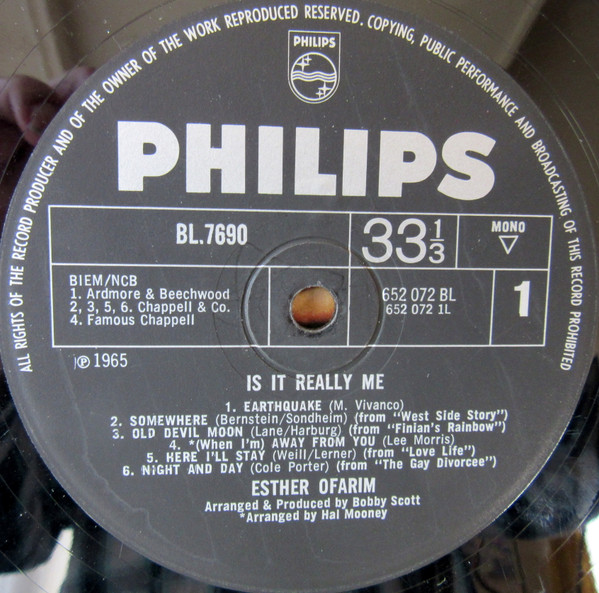 ALL RIGHTS OF THE RECORD PRODUCER AND OF THE OWNER OF THE WORK REPRODUCED RESERVED. COPYING, PUBLIC PERFORMANCE AND BROADCASTING OF THIS RECORD PROHIBITED
PHILIPS
PHILIPS
BL.7690
33 1/3
MONO
BIEM/NCB
1. Ardmore & Beechwood
2, 3, 5, 6. Chappell & Co.
4. Famous Chappell
652 072 BL
652 072 1L
1
℗ 1965
IS IT REALLY ME
1. EARTHQUAKE (M. Vivanco)
2. SOMEWHERE (Bernstein/Sondheim) (from "West Side Story")
3. OLD DEVIL MOON (Lane/Harburg) (from "Finian's Rainbow")
4. *(When I'm) AWAY FROM YOU (Lee Morris)
5. HERE I'LL STAY (Weill/Lerner) (from "Love Life")
6. NIGHT AND DAY (Cole Porter) (from "The Gay Divorcee")
ESTHER OFARIM
Arranged & Produced by Bobby Scott
*Arranged by Hal Mooney